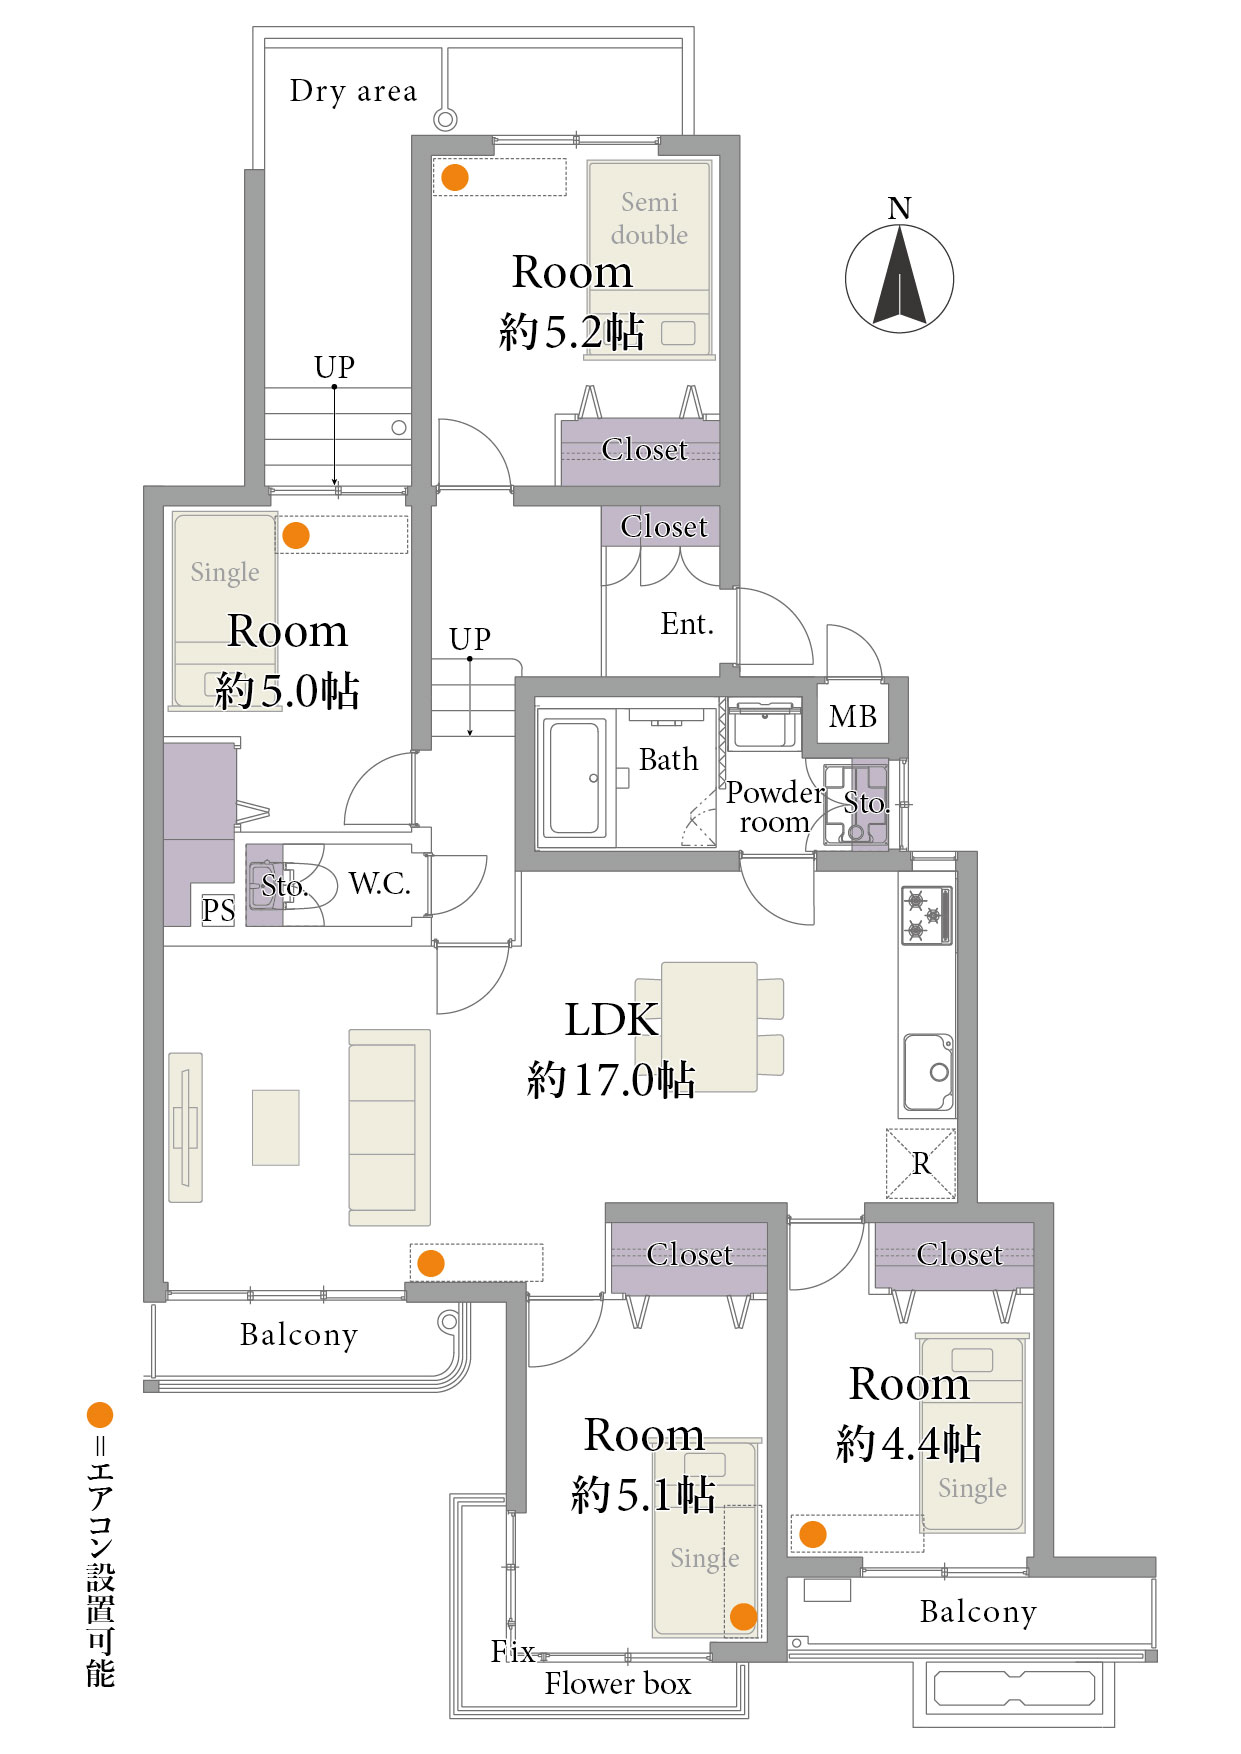 Dry area
N
Semi
double
Room
約5.2帖
UP
Closet
Closet
Single
Room
約5.0帖
UP
Ent.
MB
Bath
Powder
room
Sto.
Sto.
W.C.
PS
LDK
約17.0帖
R
Closet
Closet
Balcony
Room
約4.4帖
Single
Room
約5.1帖
Single
Balcony
Fix
Flower box
=エアコン設置可能